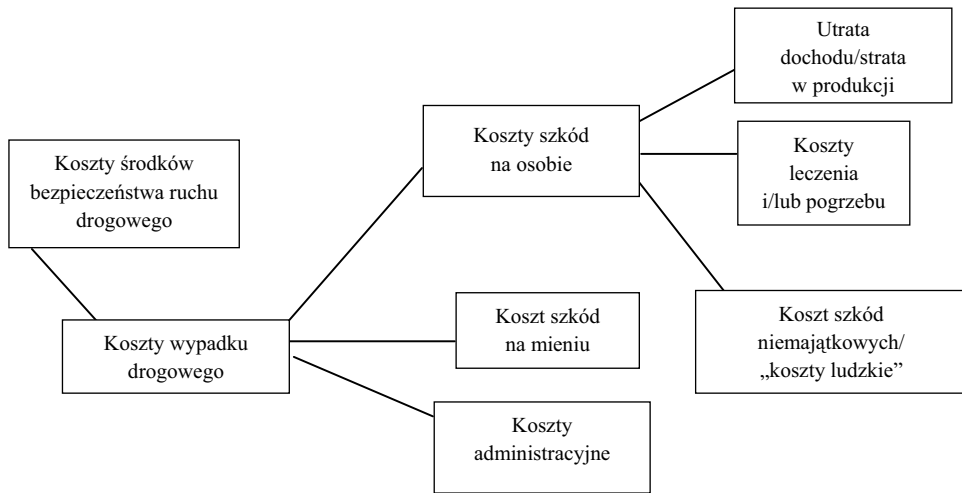 Utrata
dochodu/strata
w produkcji
Koszty szkód
na osobie
Koszty
leczenia
i/lub pogrzebu
Koszty środków
bezpieczeństwa ruchu
drogowego
Koszt szkód
na mieniu
Koszt szkód
niemajątkowych/
„koszty ludzkie”
Koszty wypadku
drogowego
Koszty
administracyjne